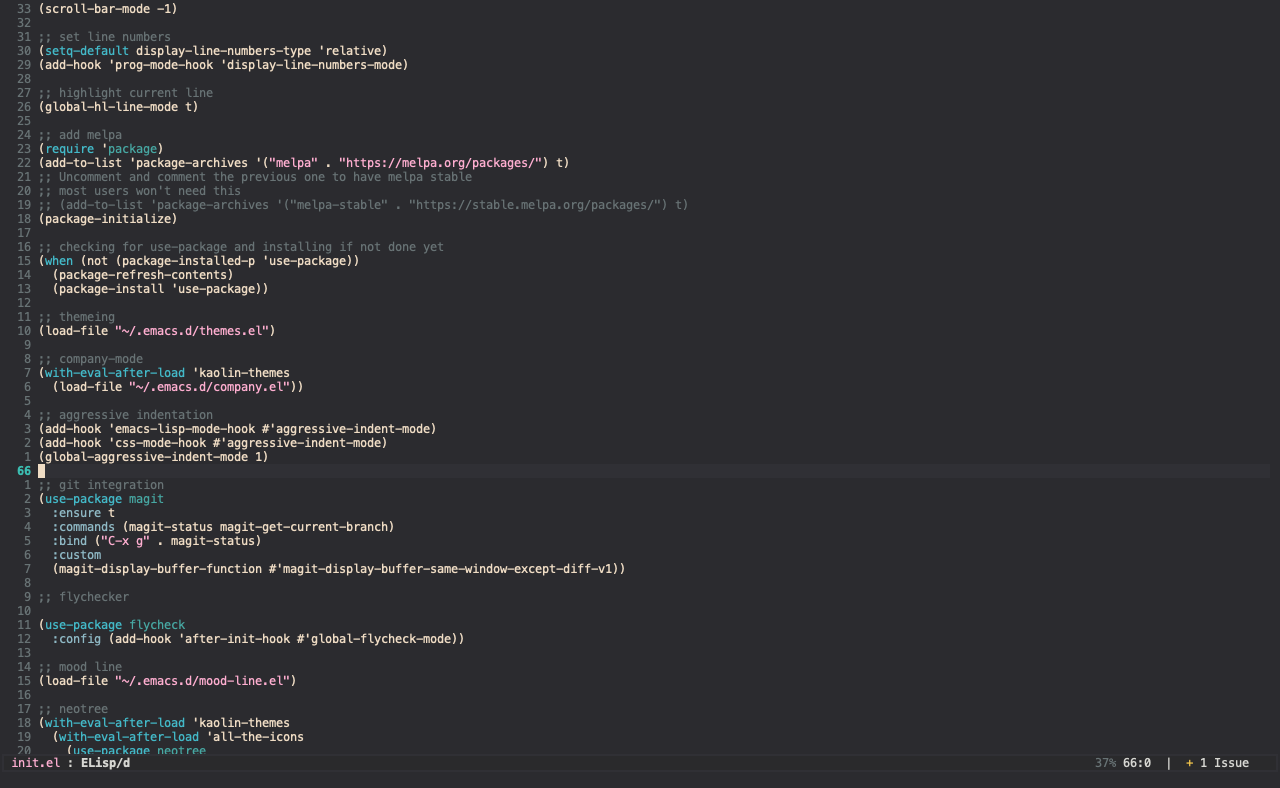 33 (scroll-bar-mode -1)
32
31 ;; set line numbers
30 (setq-default display-line-numbers-type 'relative)
29 (add-hook 'prog-mode-hook 'display-line-numbers-mode)
28
27 ;; highlight current line
26 (global-hl-line-mode t)
25
24 ;; add melpa
23 (require 'package)
22 (add-to-list 'package-archives '("melpa" . "https://melpa.org/packages/") t)
21 ;; Uncomment and comment the previous one to have melpa stable
20 ;; most users won't need this
19 ;; (add-to-list 'package-archives '("melpa-stable" . "https://stable.melpa.org/packages/") t)
18 (package-initialize)
17
16 ;; checking for use-package and installing if not done yet
15 (when (not (package-installed-p 'use-package))
14   (package-refresh-contents)
13   (package-install 'use-package))
12
11 ;; themeing
10 (load-file "~/.emacs.d/themes.el")
9
8 ;; company-mode
7 (with-eval-after-load 'kaolin-themes
6   (load-file "~/.emacs.d/company.el"))
5
4 ;; aggressive indentation
3 (add-hook 'emacs-lisp-mode-hook #'aggressive-indent-mode)
2 (add-hook 'css-mode-hook #'aggressive-indent-mode)
1 (global-aggressive-indent-mode 1)
66
1 ;; git integration
2 (use-package magit
3   :ensure t
4   :commands (magit-status magit-get-current-branch)
5   :bind ("C-x g" . magit-status)
6   :custom
7   (magit-display-buffer-function #'magit-display-buffer-same-window-except-diff-v1))
8
9 ;; flychecker
10
11 (use-package flycheck
12   :config (add-hook 'after-init-hook #'global-flycheck-mode))
13
14 ;; mood line
15 (load-file "~/.emacs.d/mood-line.el")
16
17 ;; neotree
18 (with-eval-after-load 'kaolin-themes
19   (with-eval-after-load 'all-the-icons
20     (use-package neotree
init.el : ELisp/d 37% 66:0 | + 1 Issue